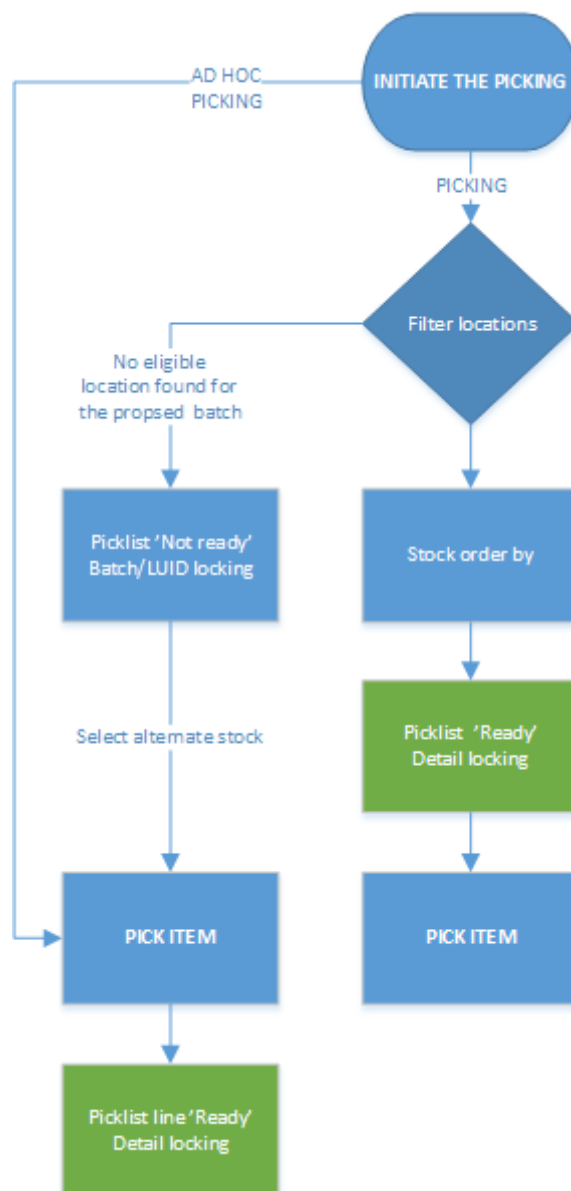 AD HOC
PICKING
INITIATE THE PICKING
PICKING
Filter locations
No eligible
location found for
the propsed batch
Picklist 'Not ready'
Batch/LUID locking
Stock order by
Select alternate stock
Picklist 'Ready'
Detail locking
PICK ITEM
PICK ITEM
Picklist line 'Ready'
Detail locking